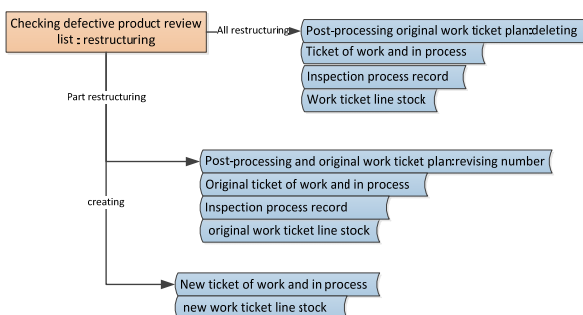 Checking defective product review
list : restructuring
All restructuring
Post-processing original work ticket plan:deleting
Ticket of work and in process
Inspection process record
Work ticket line stock
Part restructuring
Post-processing and original work ticket plan:revising number
Original ticket of work and in process
Inspection process record
original work ticket line stock
creating
New ticket of work and in process
new work ticket line stock